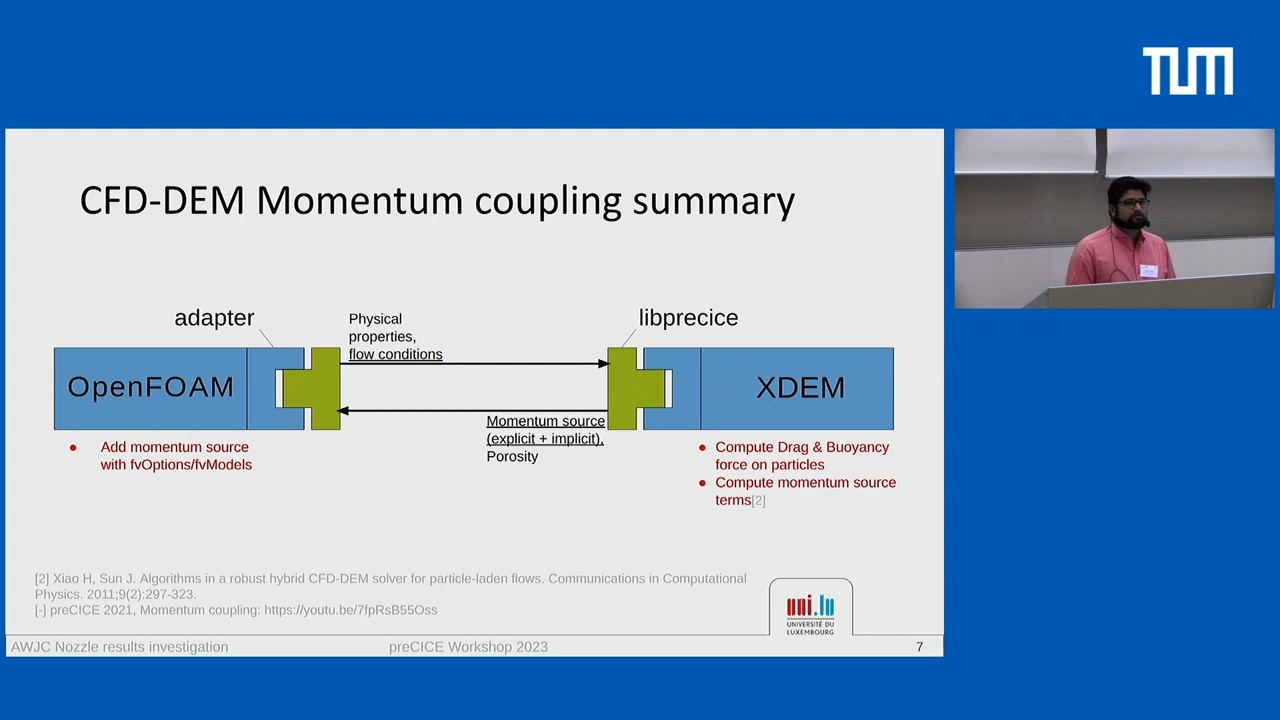 TUM
CFD-DEM Momentum coupling summary
adapter
Physical
properties,
flow conditions
libprecice
OpenFOAM
XDEM
Momentum source
(explicit + implicit),
Porosity
● Add momentum source
with fvOptions/fvModels
● Compute Drag & Buoyancy
force on particles
● Compute momentum source
terms[2]
[2] Xiao H, Sun J. Algorithms in a robust hybrid CFD-DEM solver for particle-laden flows. Communications in Computational
Physics. 2011;9(2):297-323.
[-] preCICE 2021, Momentum coupling: https://youtu.be/7fpRsB55Oss
uni.lu
UNIVERSITÉ DU
LUXEMBOURG
AWJC Nozzle results investigation
preCICE Workshop 2023
7